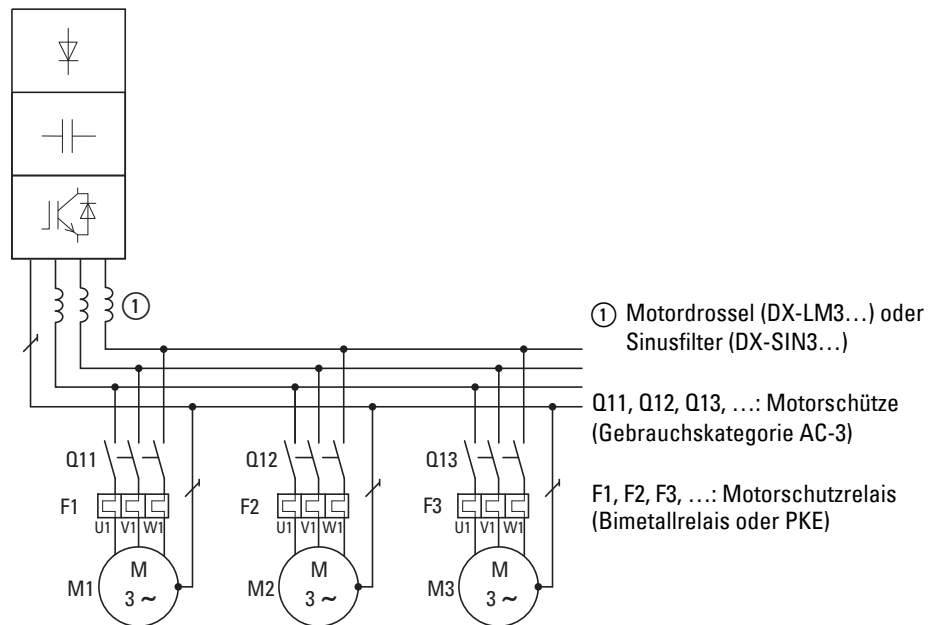 ①
① Motordrossel (DX-LM3…) oder
Sinusfilter (DX-SIN3…)
Q11, Q12, Q13, …: Motorschütze
(Gebrauchskategorie AC-3)
Q11
Q12
Q13
F1, F2, F3, …: Motorschutzrelais
(Bimetallrelais oder PKE)
F1
F2
F3
U1 V1 W1
U1 V1 W1
U1 V1 W1
M1
M
3 ~
M2
M
3 ~
M3
M
3 ~